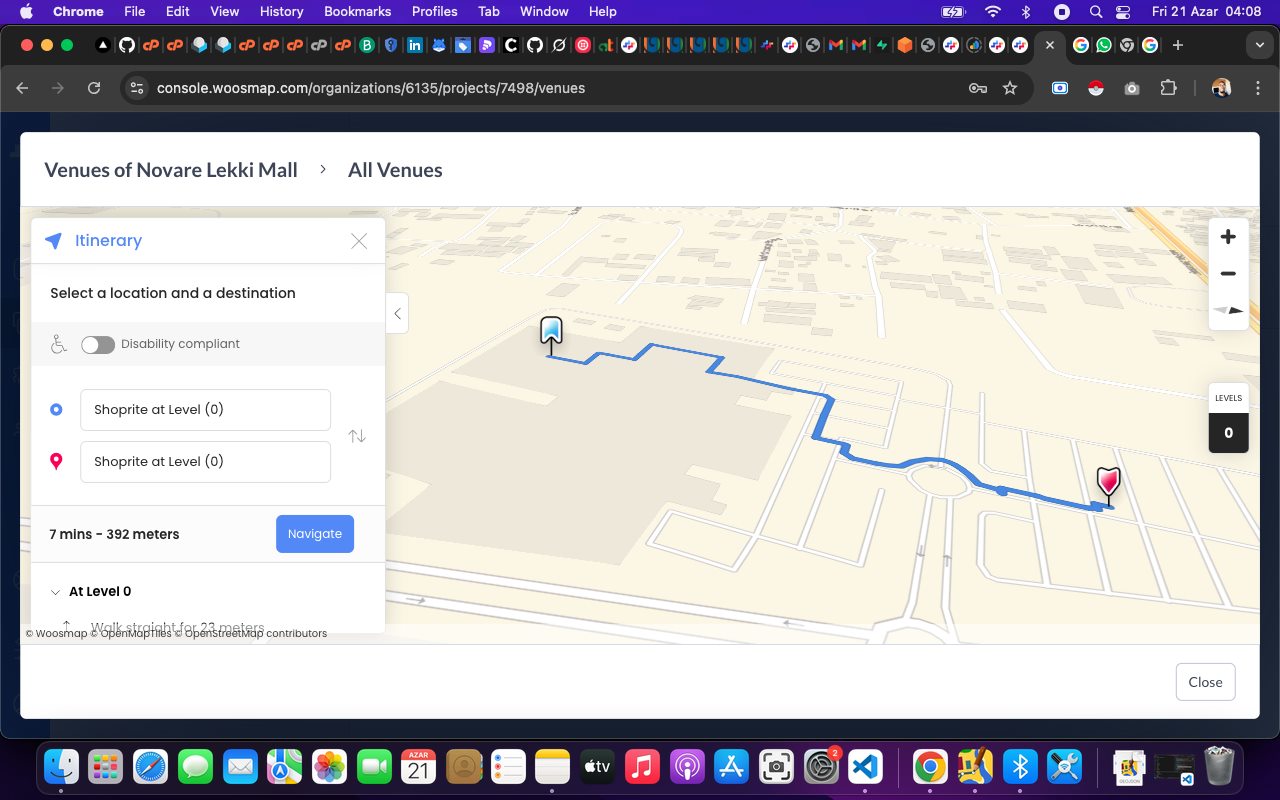 Chrome File Edit View History Bookmarks Profiles Tab Window Help Fri 21 Azar 04:08
console.woosmap.com/organizations/6135/projects/7498/venues
Venues of Novare Lekki Mall > All Venues
Itinerary
Select a location and a destination
Disability compliant
Shoprite at Level (0)
Shoprite at Level (0)
7 mins - 392 meters Navigate
At Level 0
Walk straight for 23 meters
© Woosmap © OpenMapTiles © OpenStreetMap contributors
LEVELS
0
Close
AZAR
21
tv
2